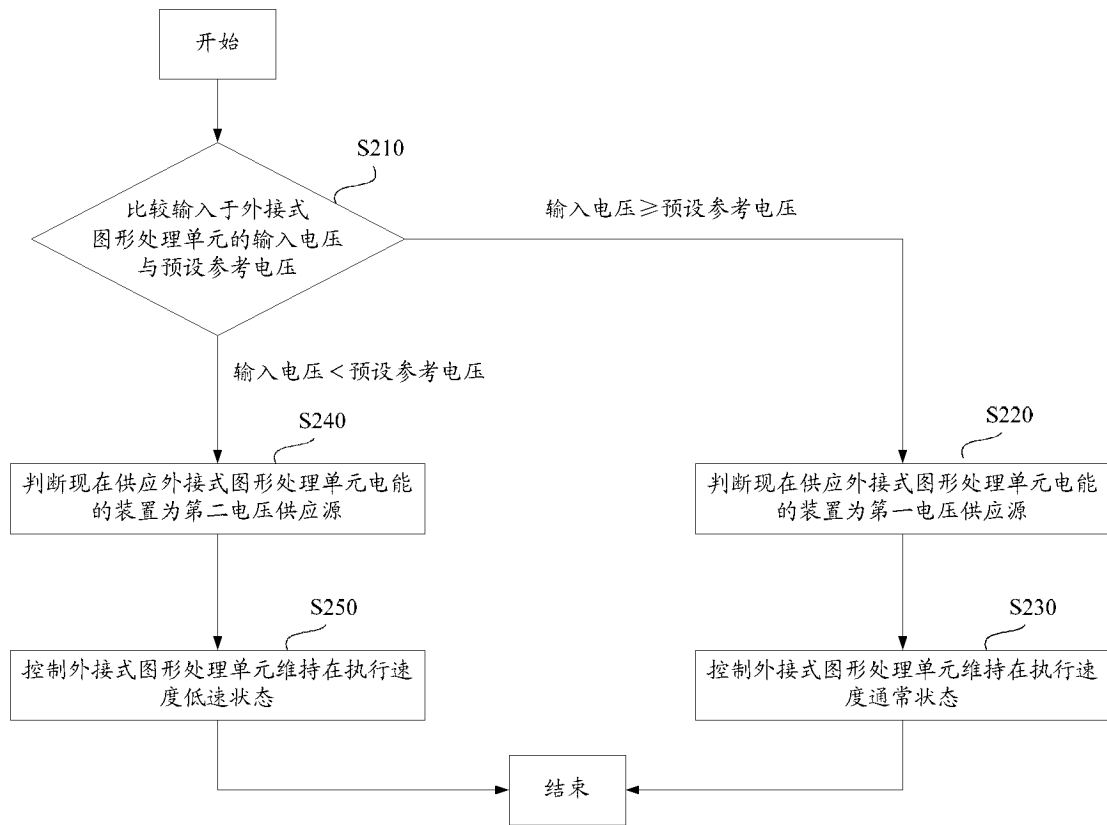 开始
S210
比较输入于外接式
图形处理单元的输入电压
与预设参考电压
输入电压≥预设参考电压
输入电压＜预设参考电压
S240
判断现在供应外接式图形处理单元电能
的装置为第二电压供应源
S220
判断现在供应外接式图形处理单元电能
的装置为第一电压供应源
S250
控制外接式图形处理单元维持在执行速
度低速状态
S230
控制外接式图形处理单元维持在执行速
度通常状态
结束